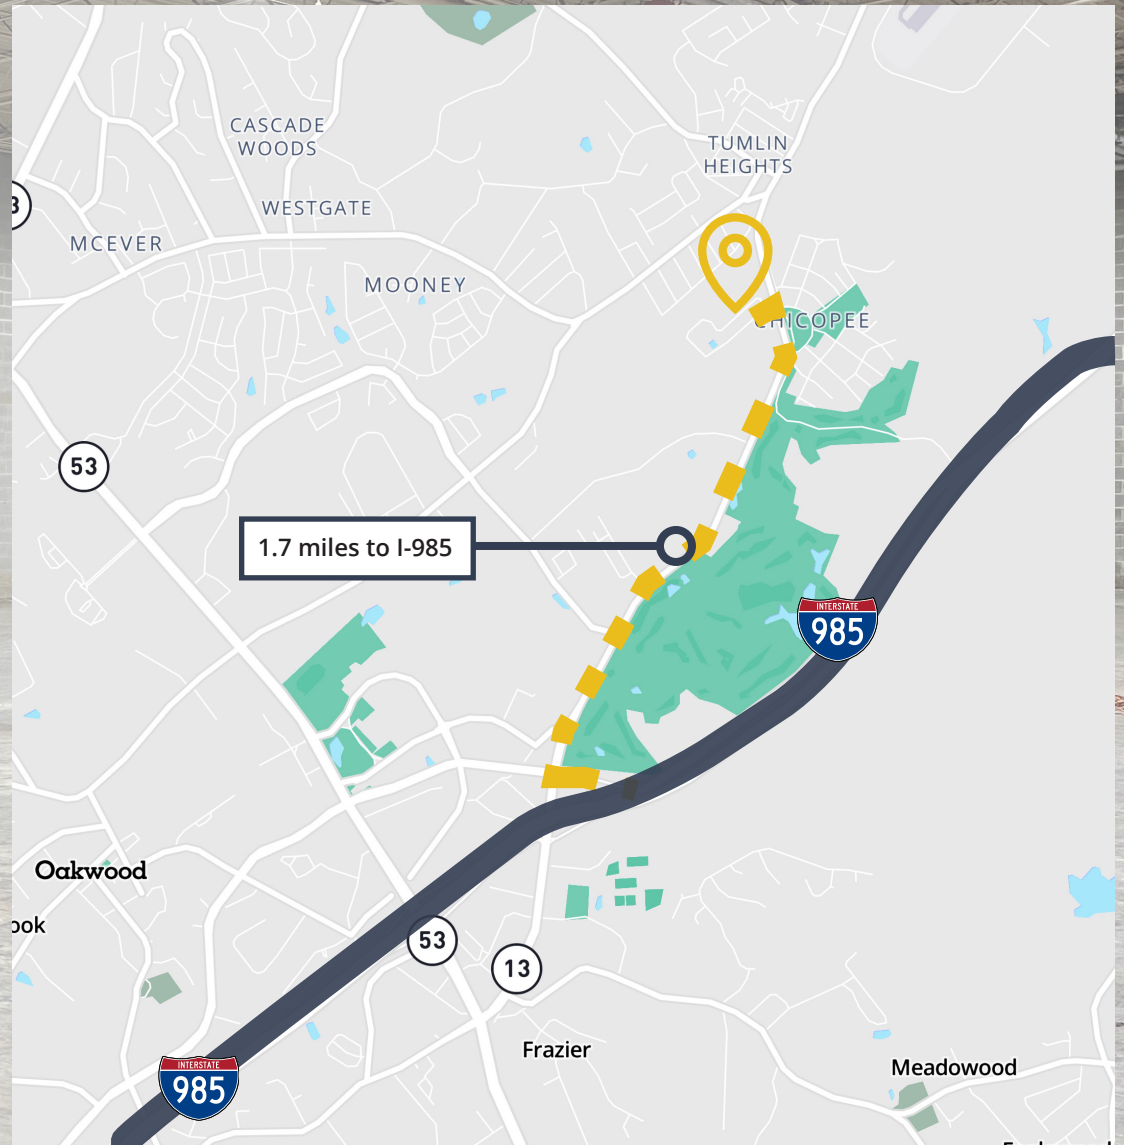 CASCADE
WOODS
TUMLIN
HEIGHTS
WESTGATE
MCEVER
MOONEY
CHICOPEE
53
1.7 miles to I-985
INTERSTATE
985
Oakwood
ook
53
13
Frazier
INTERSTATE
985
Meadowood